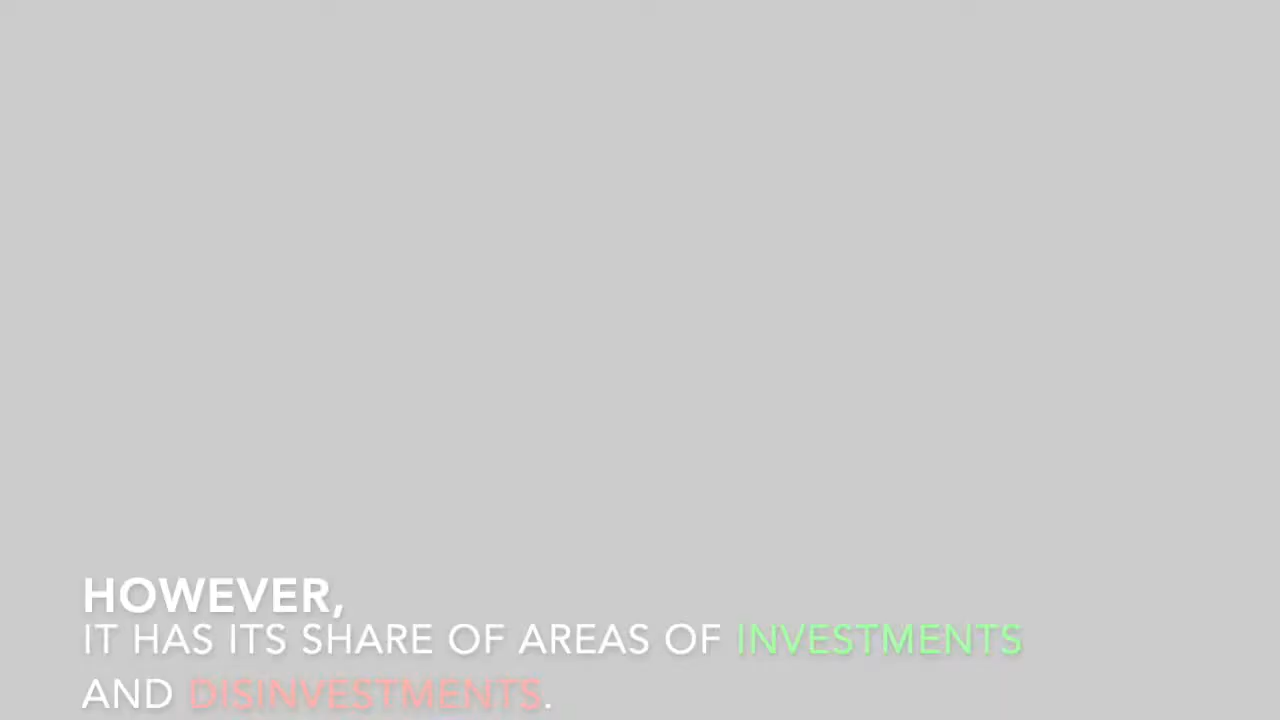 HOWEVER,
IT HAS ITS SHARE OF AREAS OF INVESTMENTS
AND DISINVESTMENTS.